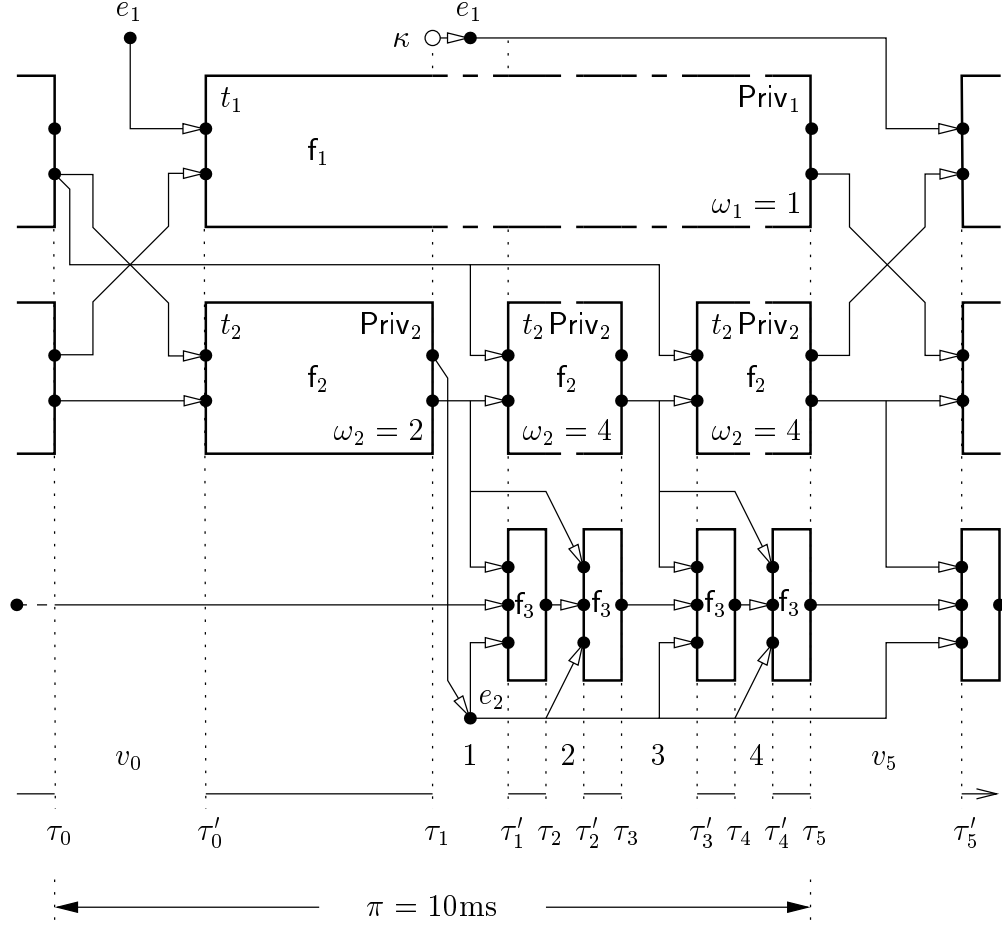 e₁ e₁
κ
t₁ Priv₁
f₁
ω₁ = 1
t₂ Priv₂ t₂ Priv₂ t₂ Priv₂
f₂ f₂ f₂
ω₂ = 2 ω₂ = 4 ω₂ = 4
f₃ f₃ f₃ f₃
e₂
v₀ 1 2 3 4 v₅
τ₀ τ′₀ τ₁ τ′₁ τ₂ τ′₂ τ₃ τ′₃ τ₄ τ′₄ τ₅ τ′₅
π = 10ms